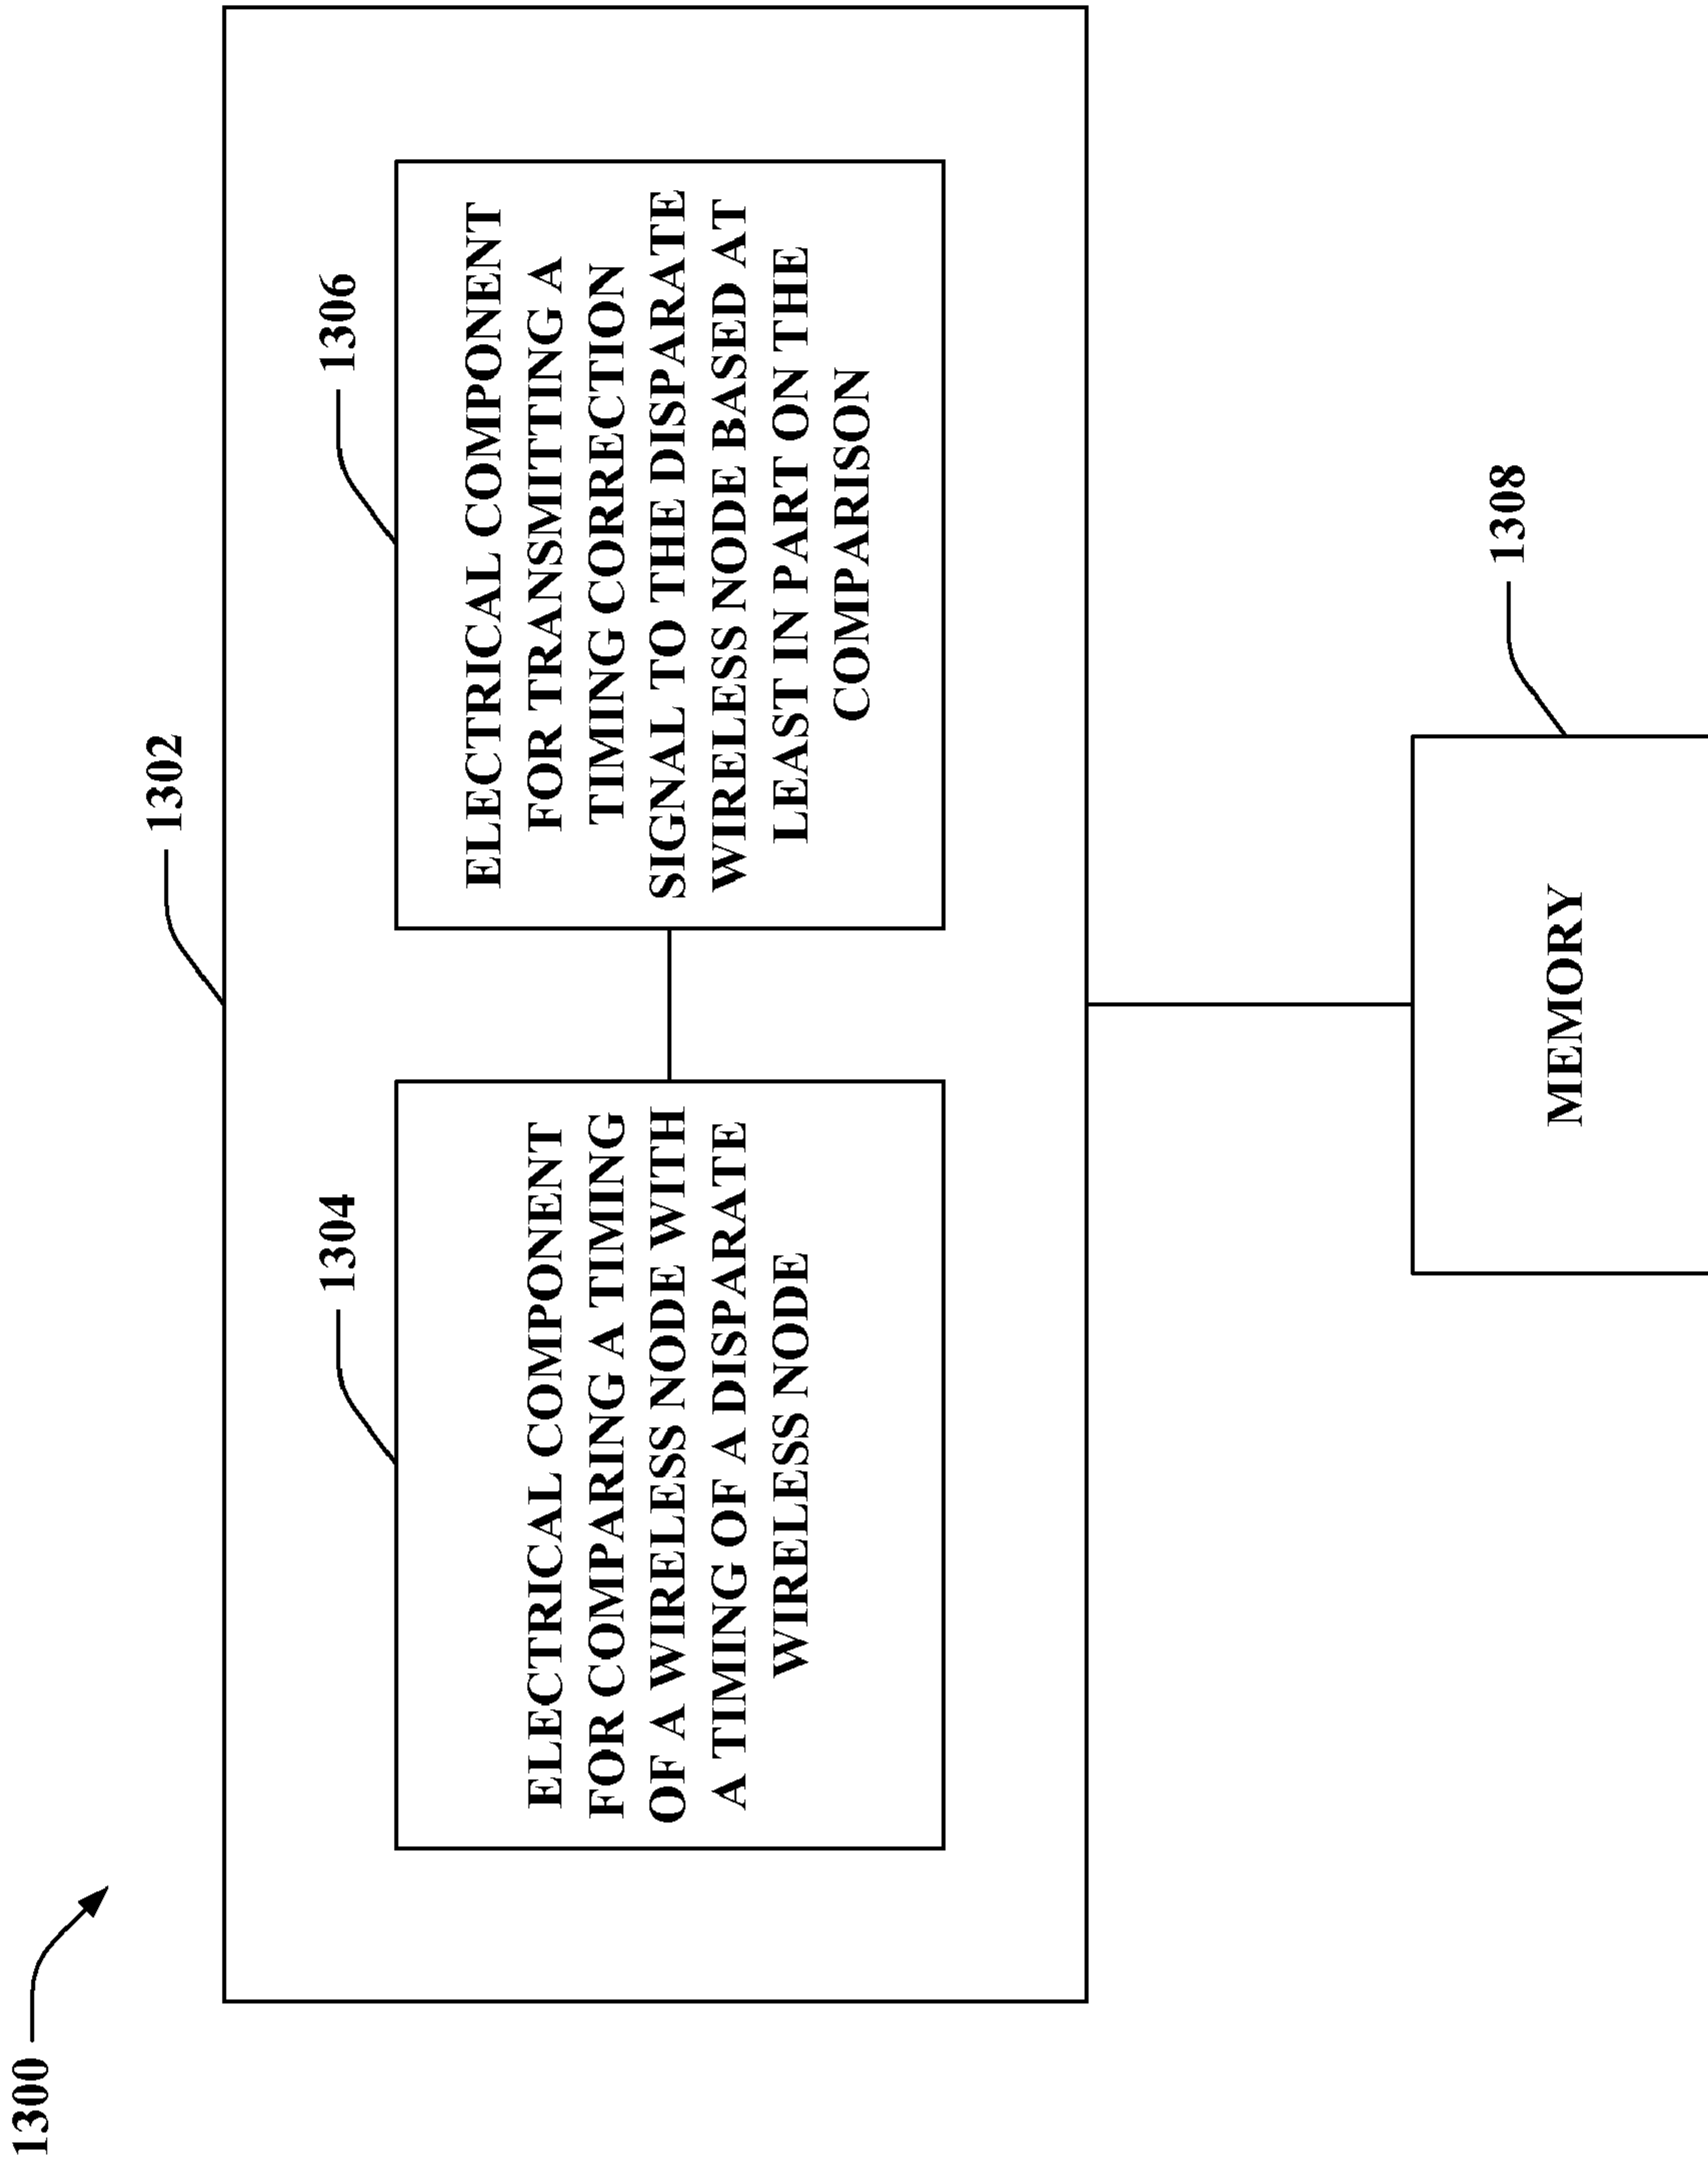 1300
1302
1304
ELECTRICAL COMPONENT
FOR COMPARING A TIMING
OF A WIRELESS NODE WITH
A TIMING OF A DISPARATE
WIRELESS NODE
1306
ELECTRICAL COMPONENT
FOR TRANSMITTING A
TIMING CORRECTION
SIGNAL TO THE DISPARATE
WIRELESS NODE BASED AT
LEAST IN PART ON THE
COMPARISON
1308
MEMORY